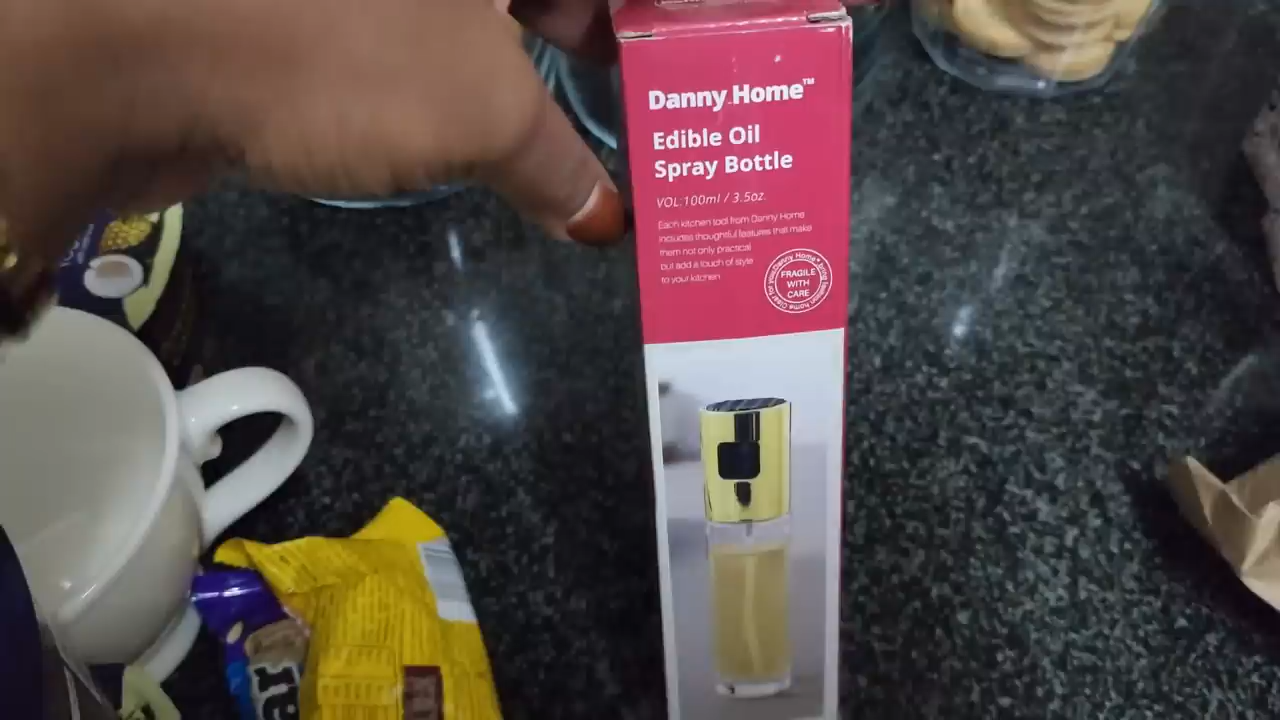 Danny Home™
Edible Oil
Spray Bottle
VOL:100ml / 3.5oz.
Each kitchen tool from Danny Home
includes thoughtful features that make
them not only practical
but add a touch of style
to your kitchen
FRAGILE
WITH
CARE